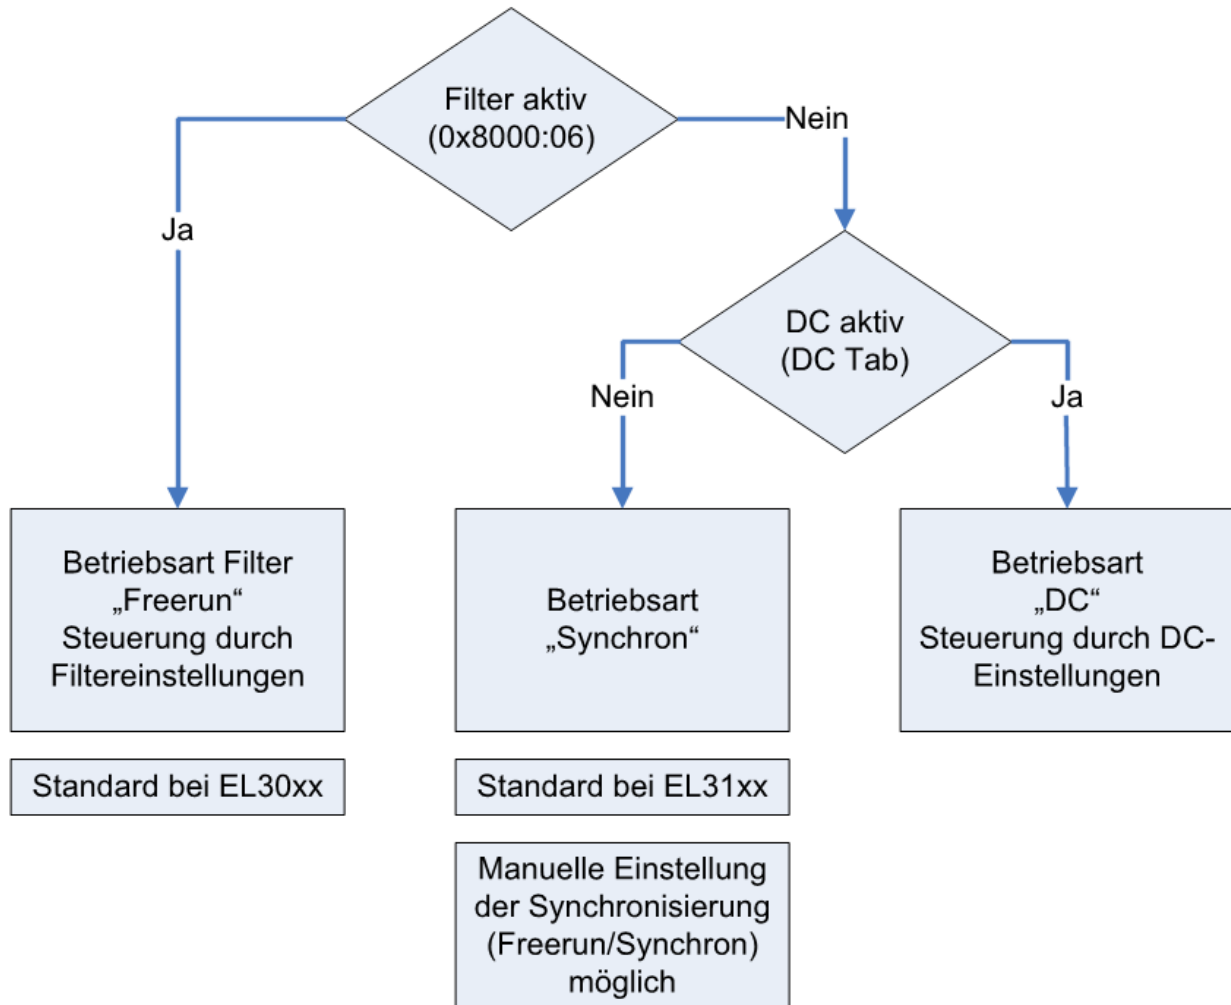 Filter aktiv
(0x8000:06)
Nein
Ja
DC aktiv
(DC Tab)
Nein
Ja
Betriebsart Filter
„Freerun“
Steuerung durch
Filtereinstellungen
Betriebsart
„Synchron“
Betriebsart
„DC“
Steuerung durch DC-
Einstellungen
Standard bei EL30xx
Standard bei EL31xx
Manuelle Einstellung
der Synchronisierung
(Freerun/Synchron)
möglich